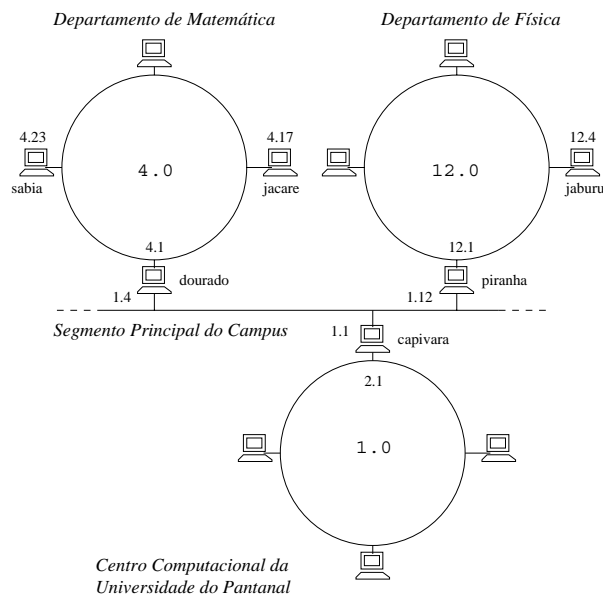 Departamento de Matemática
Departamento de Física
4.23
4.17
12.4
4.0
12.0
sabia
jacare
jaburu
4.1
12.1
dourado
piranha
1.4
1.12
Segmento Principal do Campus
1.1
capivara
2.1
1.0
Centro Computacional da
Universidade do Pantanal